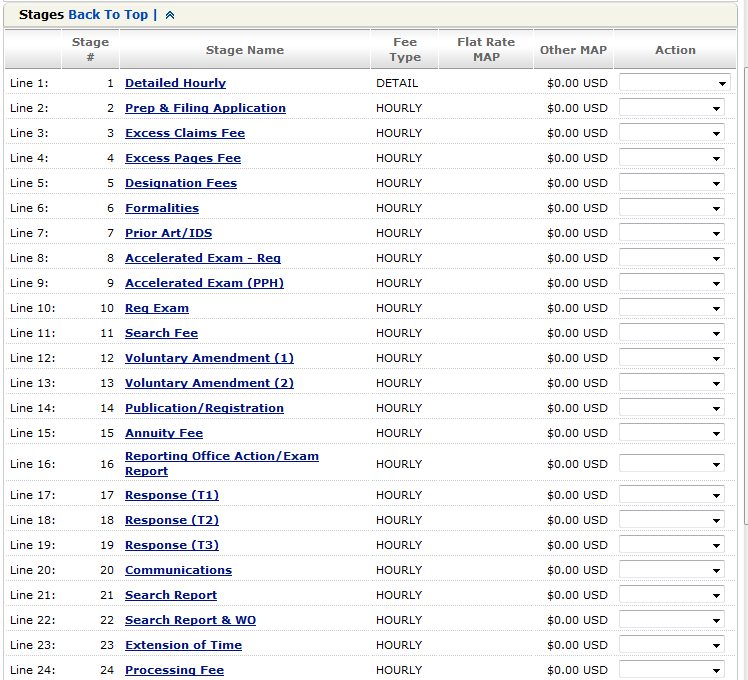 Stages Back To Top |
Stage # Stage Name Fee Type Flat Rate MAP Other MAP Action
Line 1: 1 Detailed Hourly DETAIL $0.00 USD
Line 2: 2 Prep & Filing Application HOURLY $0.00 USD
Line 3: 3 Excess Claims Fee HOURLY $0.00 USD
Line 4: 4 Excess Pages Fee HOURLY $0.00 USD
Line 5: 5 Designation Fees HOURLY $0.00 USD
Line 6: 6 Formalities HOURLY $0.00 USD
Line 7: 7 Prior Art/IDS HOURLY $0.00 USD
Line 8: 8 Accelerated Exam - Req HOURLY $0.00 USD
Line 9: 9 Accelerated Exam (PPH) HOURLY $0.00 USD
Line 10: 10 Req Exam HOURLY $0.00 USD
Line 11: 11 Search Fee HOURLY $0.00 USD
Line 12: 12 Voluntary Amendment (1) HOURLY $0.00 USD
Line 13: 13 Voluntary Amendment (2) HOURLY $0.00 USD
Line 14: 14 Publication/Registration HOURLY $0.00 USD
Line 15: 15 Annuity Fee HOURLY $0.00 USD
Line 16: 16 Reporting Office Action/Exam Report HOURLY $0.00 USD
Line 17: 17 Response (T1) HOURLY $0.00 USD
Line 18: 18 Response (T2) HOURLY $0.00 USD
Line 19: 19 Response (T3) HOURLY $0.00 USD
Line 20: 20 Communications HOURLY $0.00 USD
Line 21: 21 Search Report HOURLY $0.00 USD
Line 22: 22 Search Report & WO HOURLY $0.00 USD
Line 23: 23 Extension of Time HOURLY $0.00 USD
Line 24: 24 Processing Fee HOURLY $0.00 USD